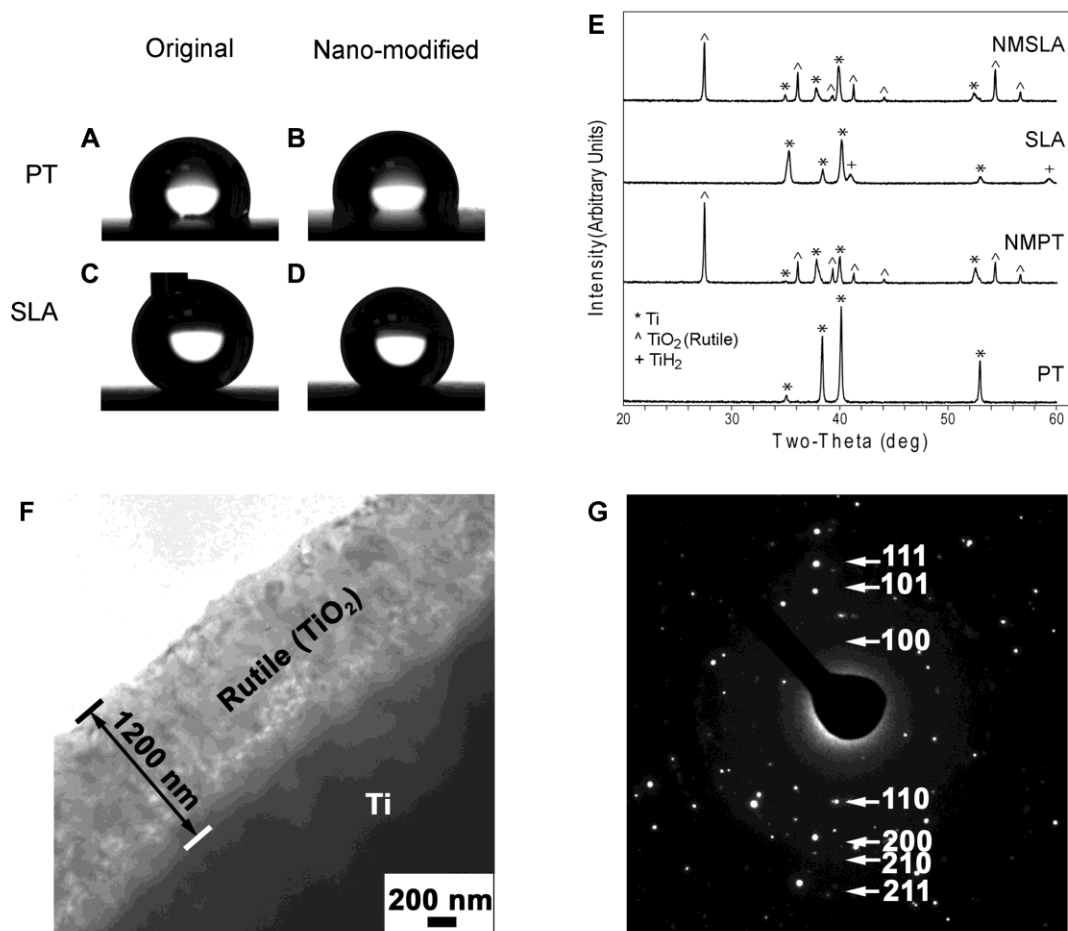 Original
Nano-modified
PT
SLA
A
B
C
D
E
Intensity(Arbitrary Units)
^
*
^
*
^
*
^
^
*
^
^
NMSLA
*
*
*
+
*
+
SLA
^
*
^
*
^
*
^
^
*
^
^
NMPT
*
*
*
*
PT
* Ti
^ TiO₂ (Rutile)
+ TiH₂
20
30
40
50
60
Two-Theta (deg)
F
Rutile (TiO₂)
1200 nm
Ti
200 nm
G
111
101
100
110
200
210
211